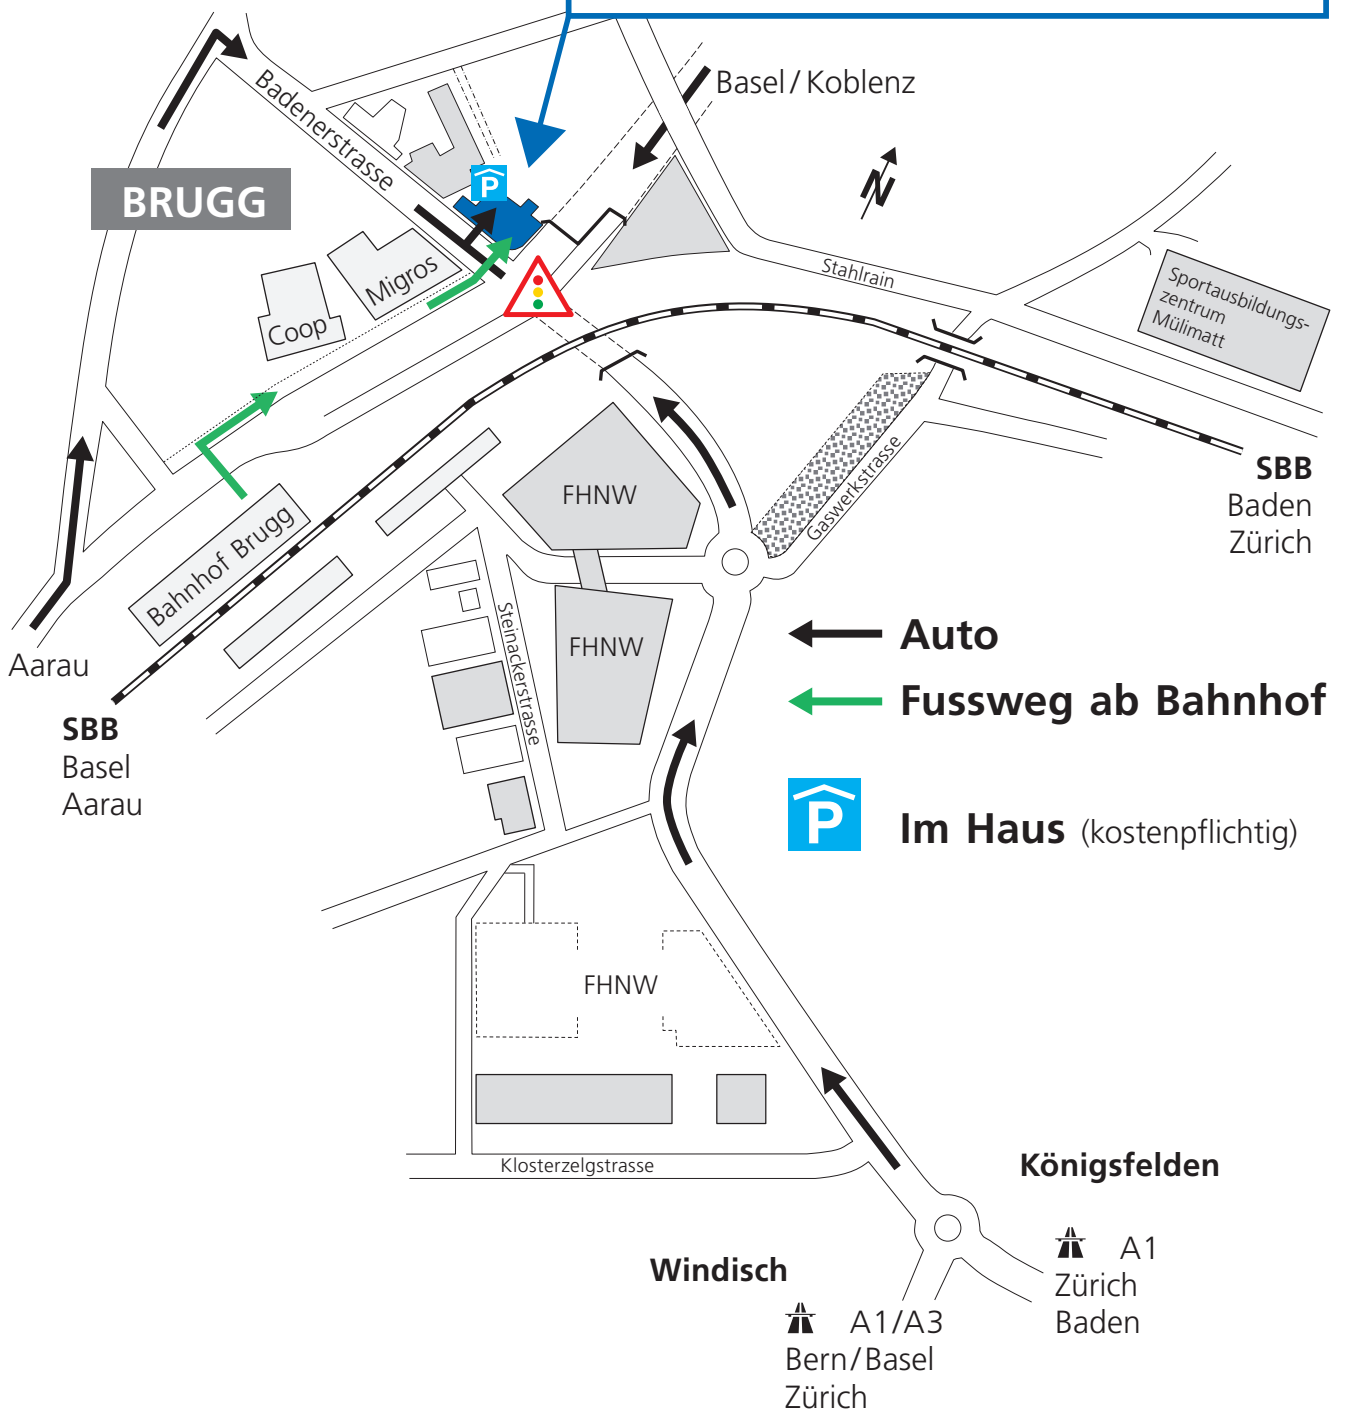 Basel / Koblenz
Badenerstrasse
P
BRUGG
N
Migros
Coop
Stahlrain
Sportausbildungs-
zentrum
Mülimatt
SBB
Baden
Zürich
Gaswerkstrasse
FHNW
Bahnhof Brugg
Steinackerstrasse
FHNW
Aarau
SBB
Basel
Aarau
Auto
Fussweg ab Bahnhof
P
Im Haus (kostenpflichtig)
FHNW
Klosterzelgstrasse
Königsfelden
A1
Zürich
Baden
Windisch
A1/A3
Bern / Basel
Zürich